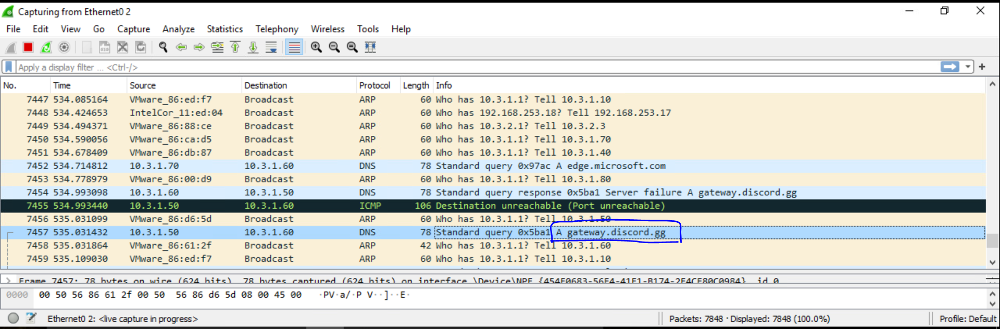 Capturing from Ethernet0 2
File Edit View Go Capture Analyze Statistics Telephony Wireless Tools Help
Apply a display filter ... <Ctrl-/>
No. Time Source Destination Protocol Length Info
7447 534.085164 VMware_86:ed:f7 Broadcast ARP 60 Who has 10.3.1.1? Tell 10.3.1.10
7448 534.424653 IntelCor_11:ed:04 Broadcast ARP 60 Who has 192.168.253.18? Tell 192.168.253.17
7449 534.494371 VMware_86:88:ce Broadcast ARP 60 Who has 10.3.2.1? Tell 10.3.2.3
7450 534.590056 VMware_86:ca:d5 Broadcast ARP 60 Who has 10.3.1.1? Tell 10.3.1.70
7451 534.678409 VMware_86:db:87 Broadcast ARP 60 Who has 10.3.1.1? Tell 10.3.1.40
7452 534.714812 10.3.1.70 10.3.1.60 DNS 78 Standard query 0x97ac A edge.microsoft.com
7453 534.778979 VMware_86:00:d9 Broadcast ARP 60 Who has 10.3.1.1? Tell 10.3.1.80
7454 534.993098 10.3.1.60 10.3.1.50 DNS 78 Standard query response 0x5ba1 Server failure A gateway.discord.gg
7455 534.993440 10.3.1.50 10.3.1.60 ICMP 106 Destination unreachable (Port unreachable)
7456 535.031099 VMware_86:d6:5d Broadcast ARP 60 Who has 10.3.1.1? Tell 10.3.1.50
7457 535.031432 10.3.1.50 10.3.1.60 DNS 78 Standard query 0x5ba1 A gateway.discord.gg
7458 535.031864 VMware_86:61:2f Broadcast ARP 42 Who has 10.3.1.1? Tell 10.3.1.60
7459 535.109030 VMware_86:ed:f7 Broadcast ARP 60 Who has 10.3.1.1? Tell 10.3.1.10
Frame 7457: 78 bytes on wire (624 bits), 78 bytes captured (624 bits) on interface \Device\NPF_{454E0683-56E4-41F1-B174-2F4CF80C0984}, id 0
0000 00 50 56 86 61 2f 00 50 56 86 d6 5d 08 00 45 00 ·PV·a/·P V··]··E·
Ethernet0 2: <live capture in progress> Packets: 7848 · Displayed: 7848 (100.0%) Profile: Default